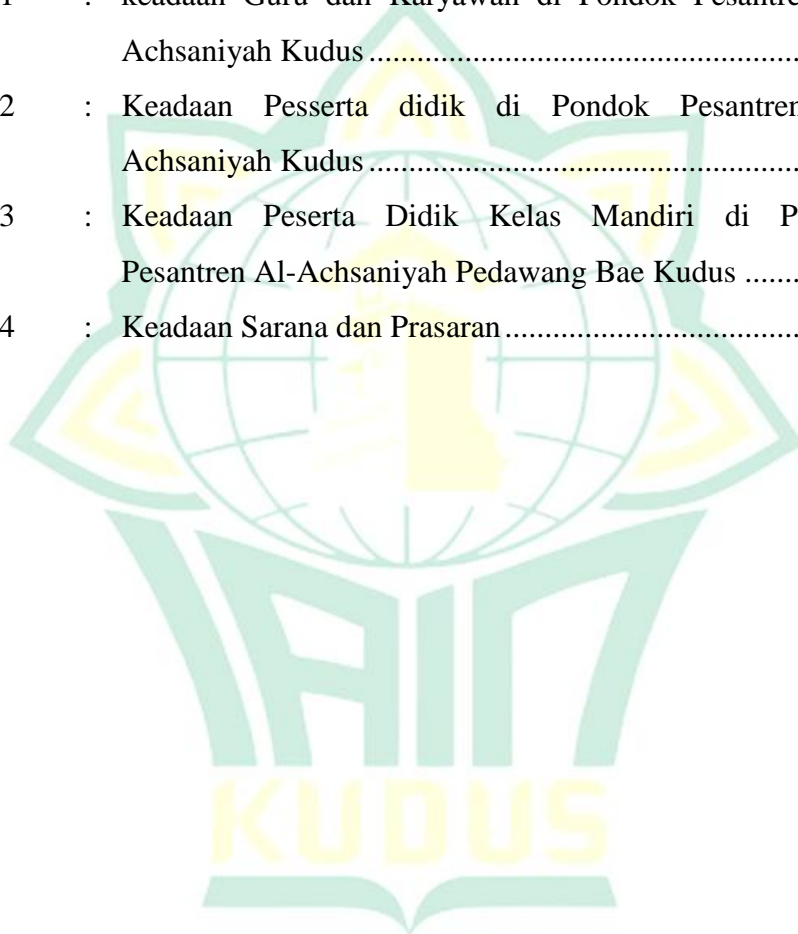 1 : keadaan Guru dan Karyawan di Pondok Pesantre
Achsaniyah Kudus ........................................................
2 : Keadaan Pesserta didik di Pondok Pesantren
Achsaniyah Kudus ........................................................
3 : Keadaan Peserta Didik Kelas Mandiri di P
Pesantren Al-Achsaniyah Pedawang Bae Kudus .......
4 : Keadaan Sarana dan Prasaran .....................................
IAIN
KUDUS